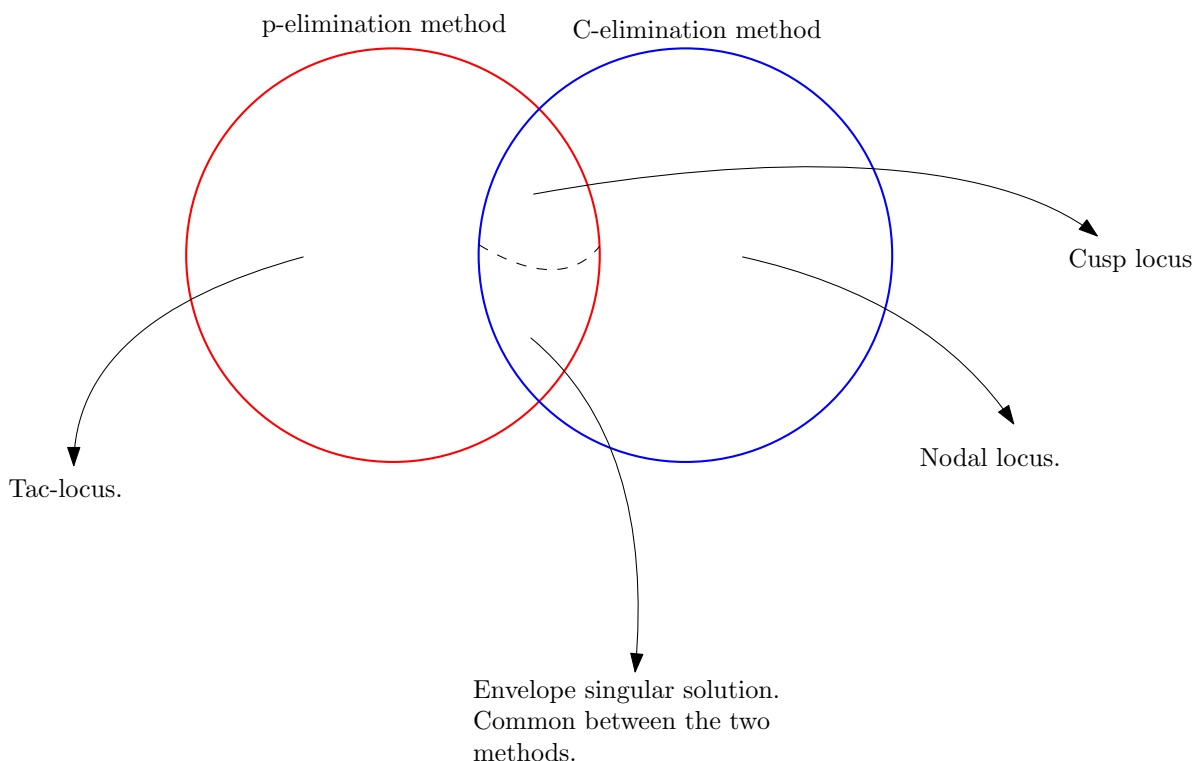 p-elimination method
C-elimination method
Cusp locus
Nodal locus.
Tac-locus.
Envelope singular solution.
Common between the two
methods.